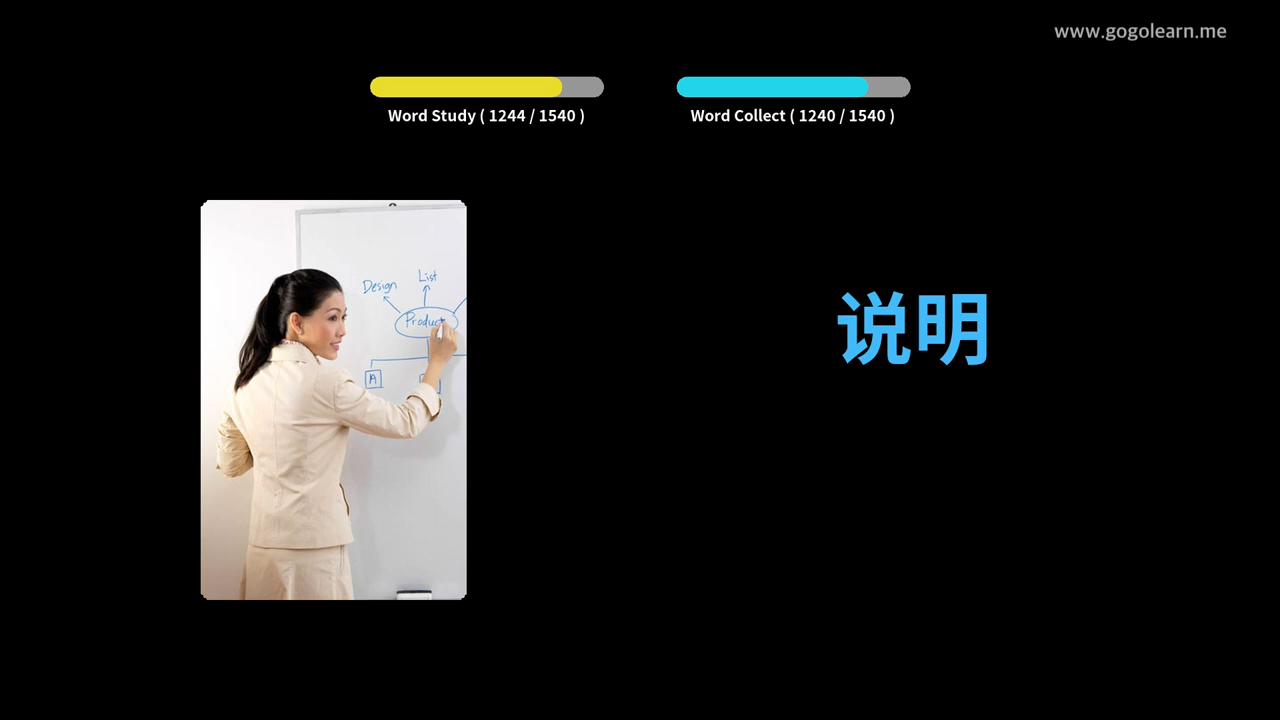 www.gogolearn.me
Word Study ( 1244 / 1540 )
Word Collect ( 1240 / 1540 )
List
Design
Product
说明
A